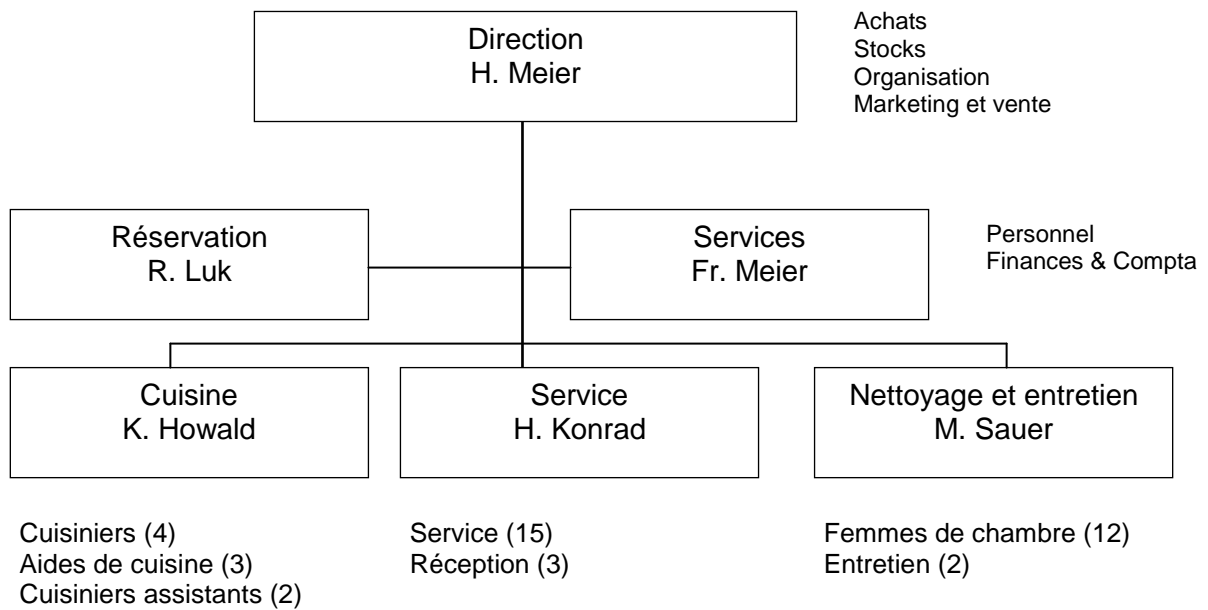 Direction
H. Meier
Achats
Stocks
Organisation
Marketing et vente
Réservation
R. Luk
Services
Fr. Meier
Personnel
Finances & Compta
Cuisine
K. Howald
Service
H. Konrad
Nettoyage et entretien
M. Sauer
Cuisiniers (4)
Aides de cuisine (3)
Cuisiniers assistants (2)
Service (15)
Réception (3)
Femmes de chambre (12)
Entretien (2)